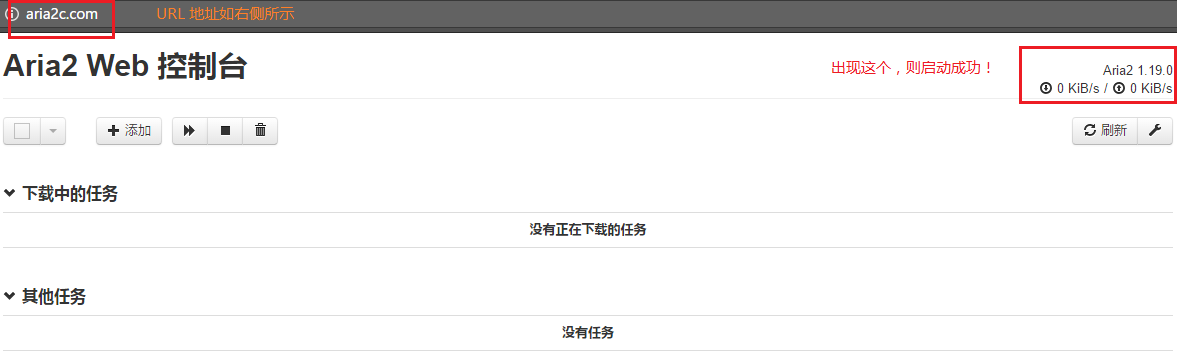 aria2c.com URL 地址如右侧所示
Aria2 Web 控制台
出现这个，则启动成功！
Aria2 1.19.0
0 KiB/s / 0 KiB/s
添加
刷新
下载中的任务
没有正在下载的任务
其他任务
没有任务